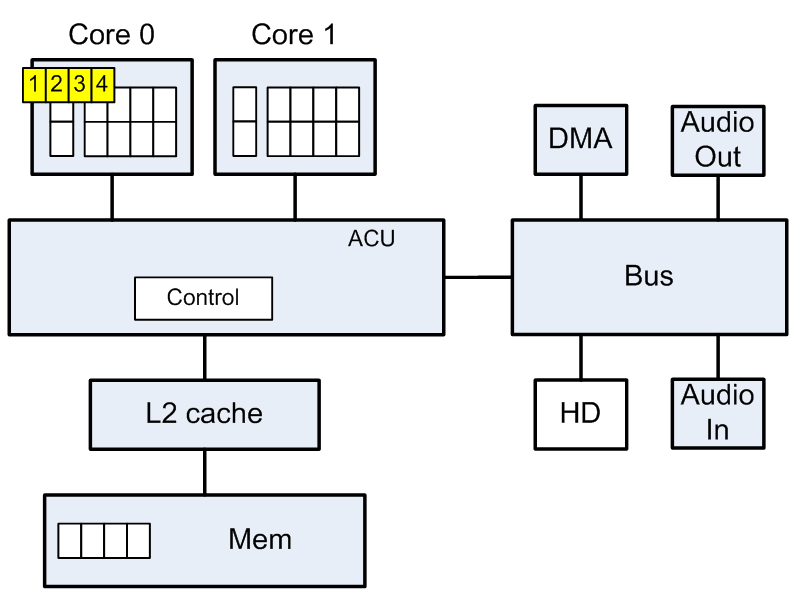 Core 0
Core 1
1 2 3 4
DMA
Audio
Out
ACU
Control
Bus
L2 cache
HD
Audio
In
Mem